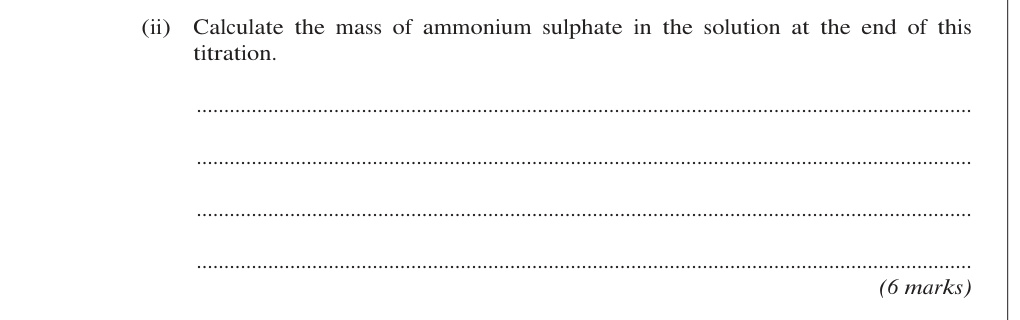 (ii) Calculate the mass of ammonium sulphate in the solution at the end of this
titration.
(6 marks)